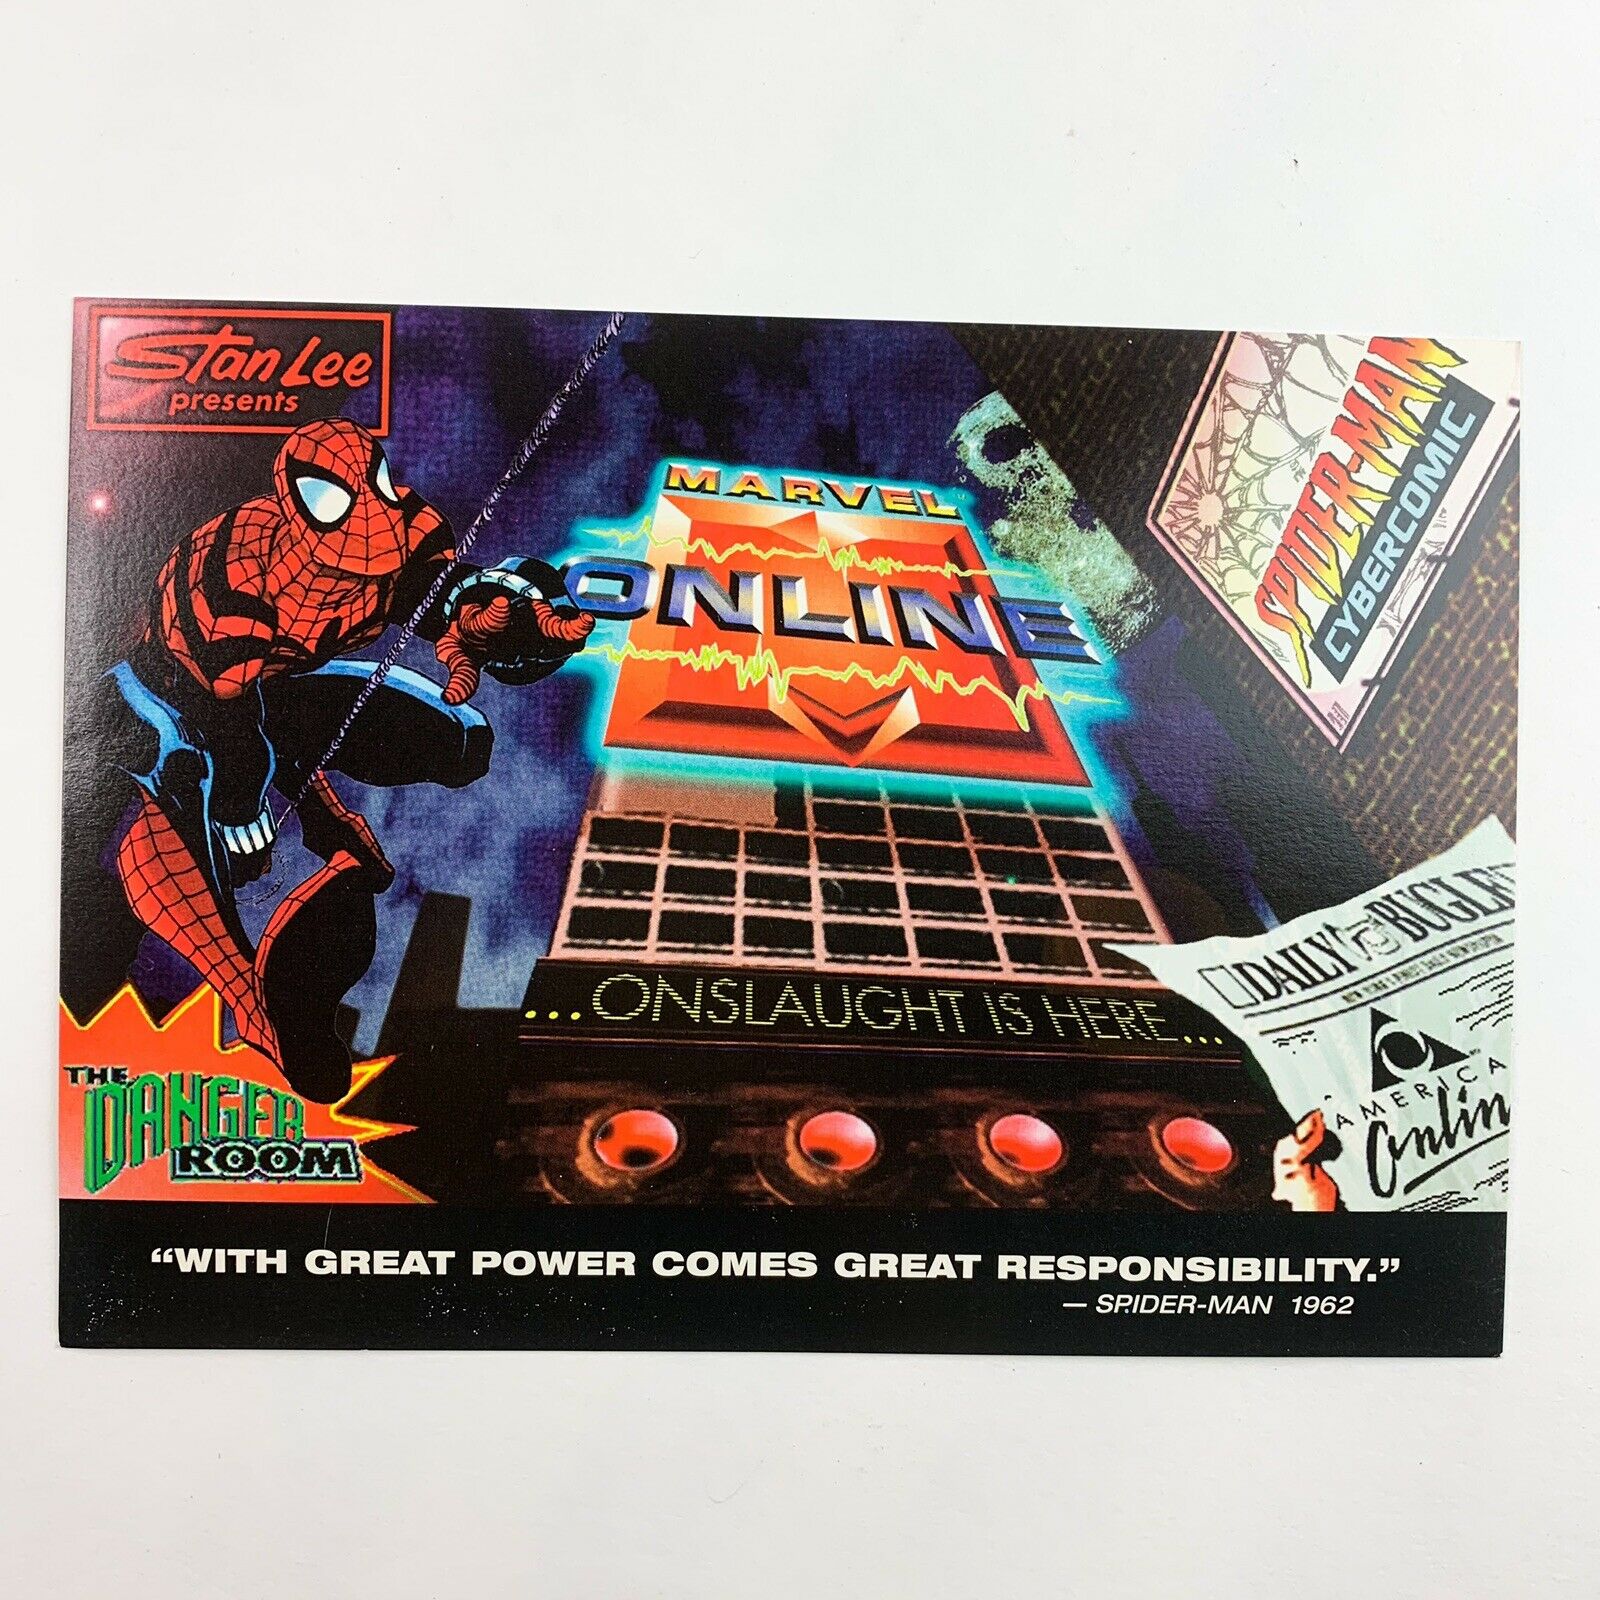 Stan Lee
presents
MARVEL
ONLINE
SPIDER-MAN
CYBERCOMIC
...ONSLAUGHT IS HERE...
DAILY BUGLE
AMERICA
Onlin
THE
DANGER
ROOM
“WITH GREAT POWER COMES GREAT RESPONSIBILITY.”
— SPIDER-MAN 1962